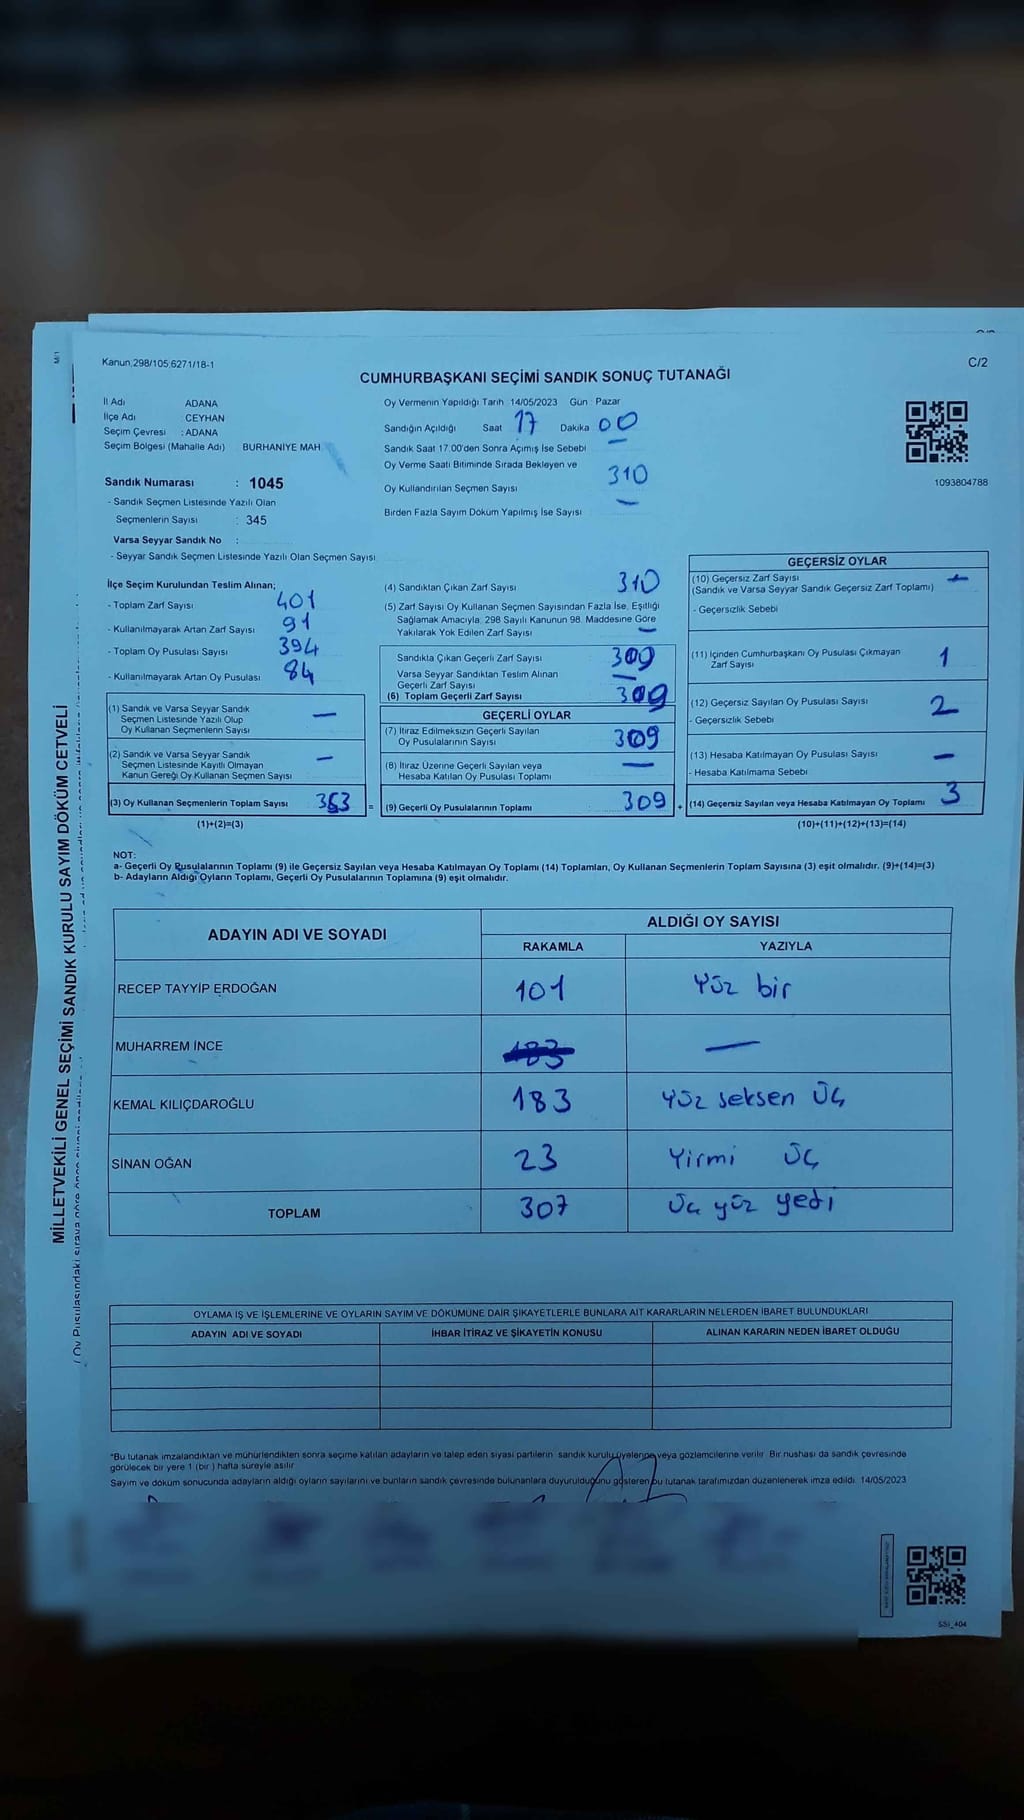 Kanun 298/105,6271/18-1
C/2
CUMHURBAŞKANI SEÇİMİ SANDIK SONUÇ TUTANAĞI
İl Adı ADANA
İlçe Adı CEYHAN
Seçim Çevresi : ADANA
Seçim Bölgesi (Mahalle Adı) BURHANİYE MAH.
Sandık Numarası : 1045
- Sandık Seçmen Listesinde Yazılı Olan
Seçmenlerin Sayısı : 345
Varsa Seyyar Sandık No :
- Seyyar Sandık Seçmen Listesinde Yazılı Olan Seçmen Sayısı
Oy Vermenin Yapıldığı Tarih 14/05/2023 Gün : Pazar
Sandığın Açıldığı Saat 17 Dakika 00
Sandık Saat 17.00'den Sonra Açımış İse Sebebi —
Oy Verme Saati Bitiminde Sırada Bekleyen ve
Oy Kullandırılan Seçmen Sayısı 310
Birden Fazla Sayım Döküm Yapılmış İse Sayısı —
1093804788
İlçe Seçim Kurulundan Teslim Alınan;
- Toplam Zarf Sayısı 401
- Kullanılmayarak Artan Zarf Sayısı 91
- Toplam Oy Pusulası Sayısı 394
- Kullanılmayarak Artan Oy Pusulası 84
(1) Sandık ve Varsa Seyyar Sandık
Seçmen Listesinde Yazılı Olup
Oy Kullanan Seçmenlerin Sayısı —
(2) Sandık ve Varsa Seyyar Sandık
Seçmen Listesinde Kayıtlı Olmayan
Kanun Gereği Oy Kullanan Seçmen Sayısı —
(3) Oy Kullanan Seçmenlerin Toplam Sayısı =
(1)+(2)=(3)
(4) Sandıktan Çıkan Zarf Sayısı 310
(5) Zarf Sayısı Oy Kullanan Seçmen Sayısından Fazla İse, Eşitliği
Sağlamak Amacıyla 298 Sayılı Kanunun 98. Maddesine Göre
Yakılarak Yok Edilen Zarf Sayısı —
Sandıkta Çıkan Geçerli Zarf Sayısı 309
Varsa Seyyar Sandıktan Teslim Alınan
Geçerli Zarf Sayısı —
(6) Toplam Geçerli Zarf Sayısı 309
GEÇERLİ OYLAR
(7) İtiraz Edilmeksizin Geçerli Sayılan
Oy Pusulalarının Sayısı 309
(8) İtiraz Üzerine Geçerli Sayılan veya
Hesaba Katılan Oy Pusulası Toplamı —
(9) Geçerli Oy Pusulalarının Toplamı 309 +
GEÇERSİZ OYLAR
(10) Geçersiz Zarf Sayısı —
(Sandık ve Varsa Seyyar Sandık Geçersiz Zarf Toplamı)
- Geçersizlik Sebebi
(11) İçinden Cumhurbaşkanı Oy Pusulası Çıkmayan
Zarf Sayısı 1
(12) Geçersiz Sayılan Oy Pusulası Sayısı 2
- Geçersizlik Sebebi
(13) Hesaba Katılmayan Oy Pusulası Sayısı —
- Hesaba Katılmama Sebebi
(14) Geçersiz Sayılan veya Hesaba Katılmayan Oy Toplamı 3
(10)+(11)+(12)+(13)=(14)
NOT:
a- Geçerli Oy Pusulalarının Toplamı (9) ile Geçersiz Sayılan veya Hesaba Katılmayan Oy Toplamı (14) Toplamları, Oy Kullanan Seçmenlerin Toplam Sayısına (3) eşit olmalıdır. (9)+(14)=(3)
b- Adayların Aldığı Oyların Toplamı, Geçerli Oy Pusulalarının Toplamına (9) eşit olmalıdır.
ADAYIN ADI VE SOYADI
ALDIĞI OY SAYISI
RAKAMLA YAZIYLA
RECEP TAYYİP ERDOĞAN 101 Yüz bir
MUHARREM İNCE 183 —
KEMAL KILIÇDAROĞLU 183 Yüz seksen Üç
SİNAN OĞAN 23 Yirmi Üç
TOPLAM 307 Üç yüz yedi
OYLAMA İŞ VE İŞLEMLERİNE VE OYLARIN SAYIM VE DÖKÜMÜNE DAİR ŞİKAYETLERLE BUNLARA AİT KARARLARIN NELERDEN İBARET BULUNDUKLARI
ADAYIN ADI VE SOYADI İHBAR İTİRAZ VE ŞİKAYETİN KONUSU ALINAN KARARIN NEDEN İBARET OLDUĞU
*Bu tutanak imzalandıktan ve mühürlendikten sonra seçime katılan adayların ve talep eden siyasi partilerin sandık kurulu üyelerine veya gözlemcilerine verilir. Bir nüshası da sandık çevresinde
görülecek bir yere 1 (bir ) hafta süreyle asılır
Sayım ve döküm sonucunda adayların aldığı oyların sayılarını ve bunların sandık çevresinde bulunanlara duyurulduğunu gösteren bu tutanak tarafımızdan düzenlenerek imza edildi. 14/05/2023
SSİ_404
MİLLETVEKİLİ GENEL SEÇİMİ SANDIK KURULU SAYIM DÖKÜM CETVELİ